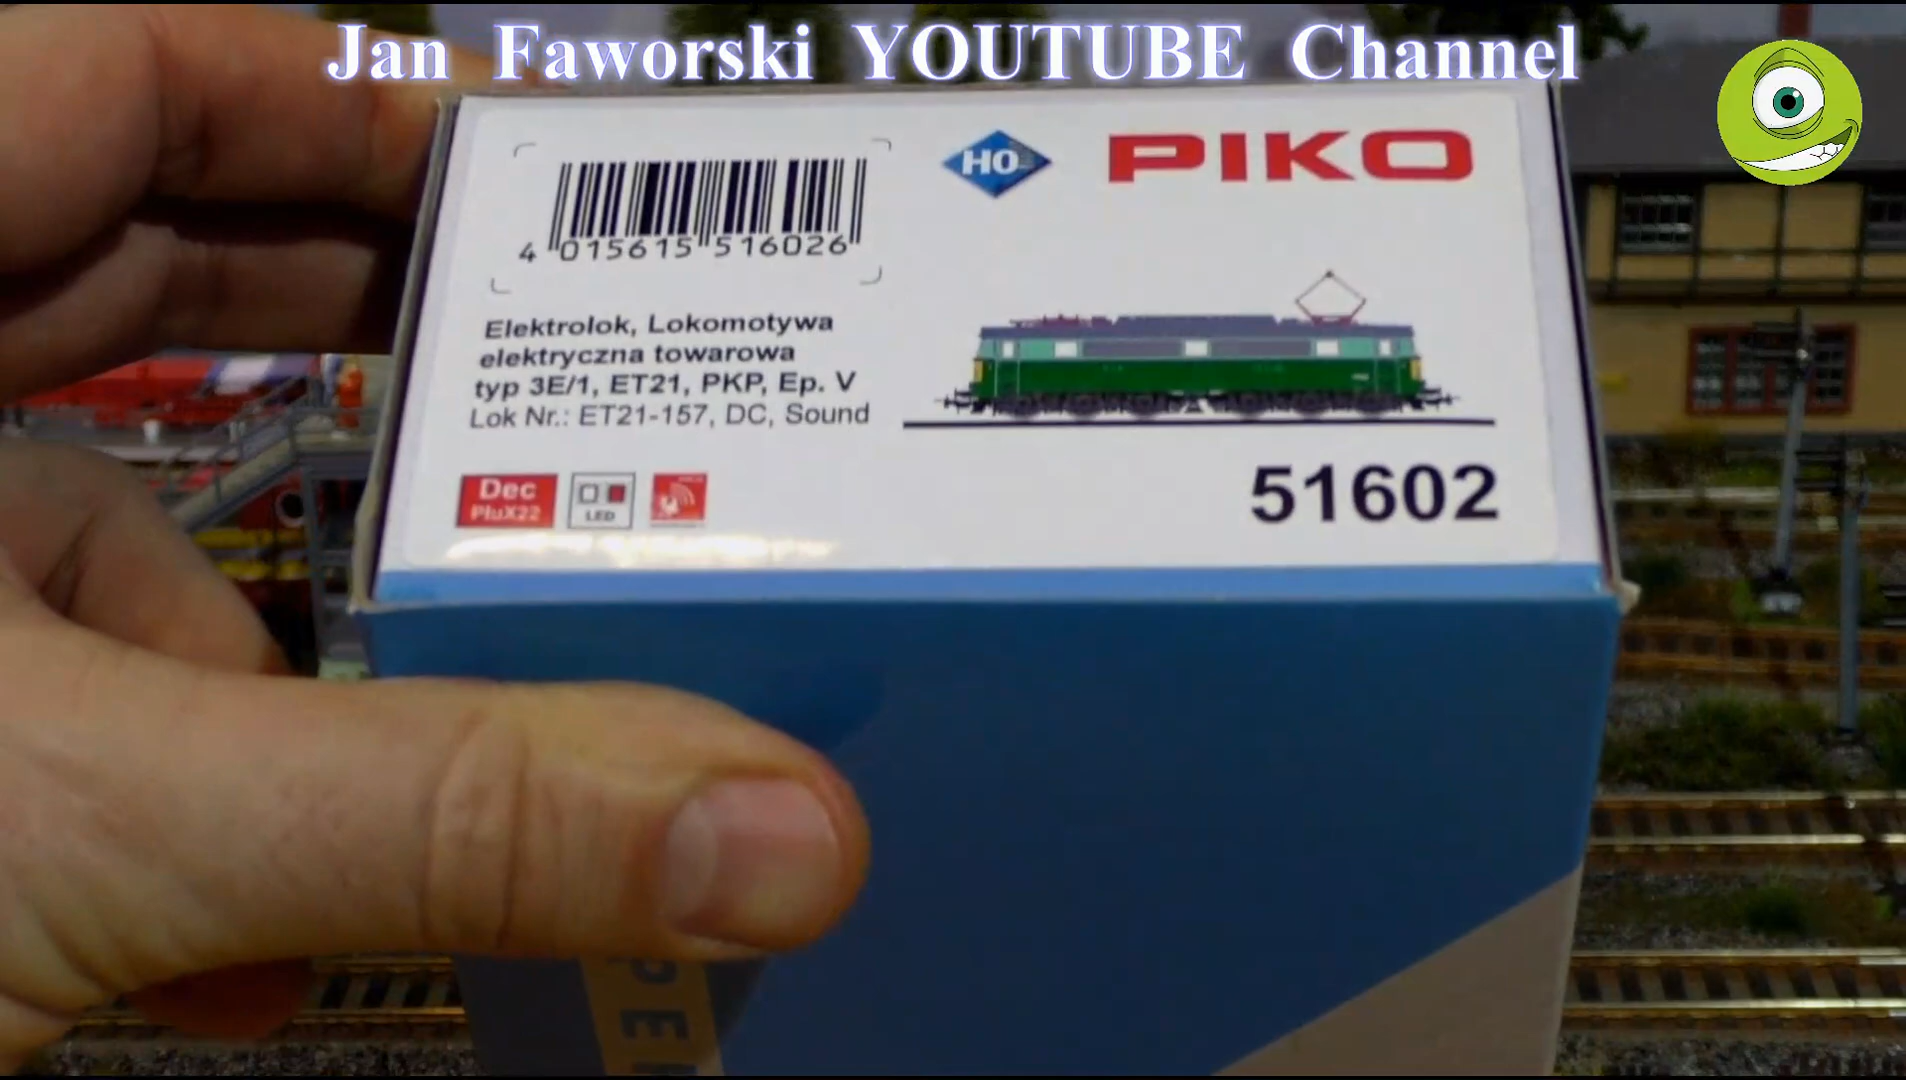 Jan Faworski YOUTUBE Channel
H0
PIKO
4 015615 516026
Elektrolok, Lokomotywa
elektryczna towarowa
typ 3E/1, ET21, PKP, Ep. V
Lok Nr.: ET21-157, DC, Sound
Dec
PluX22
LED
51602